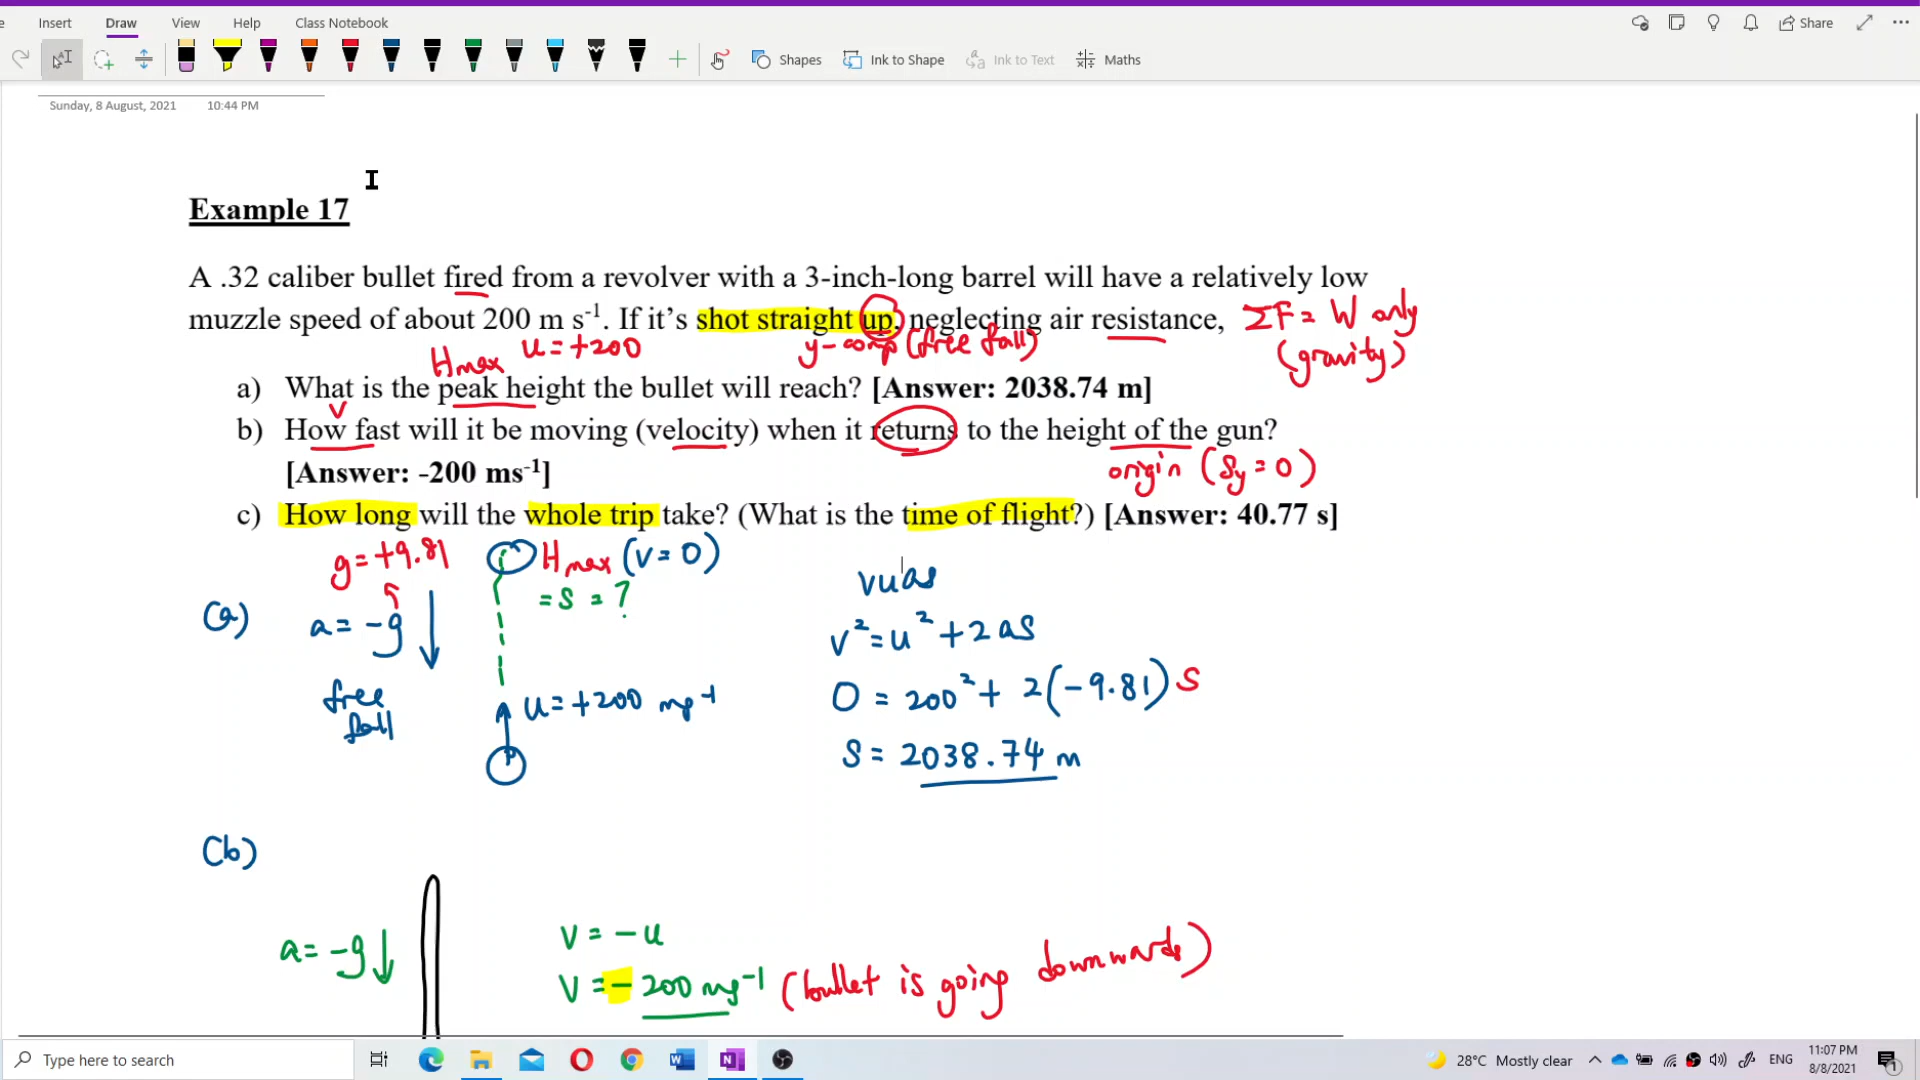 Insert Draw View Help Class Notebook Share
Shapes Ink to Shape Ink to Text Maths
Sunday, 8 August, 2021 10:44 PM
Example 17
A .32 caliber bullet fired from a revolver with a 3-inch-long barrel will have a relatively low
muzzle speed of about 200 m s⁻¹. If it's shot straight up, neglecting air resistance, ΣF = W only
Hmax u = +200 y-comp (free fall) (gravity)
a) What is the peak height the bullet will reach? [Answer: 2038.74 m]
v
b) How fast will it be moving (velocity) when it returns to the height of the gun?
[Answer: -200 ms⁻¹] origin (Sy = 0)
c) How long will the whole trip take? (What is the time of flight?) [Answer: 40.77 s]
g = +9.81 Hmax (v = 0) vuas
= S = ?
(a) a = -g v² = u² + 2as
free u = +200 ms⁻¹ 0 = 200² + 2(-9.81)s
fall
S = 2038.74 m
(b)
v = -u
a = -g v = -200 ms⁻¹ (bullet is going downwards)
Type here to search 28°C Mostly clear ENG 11:07 PM
8/8/2021
1